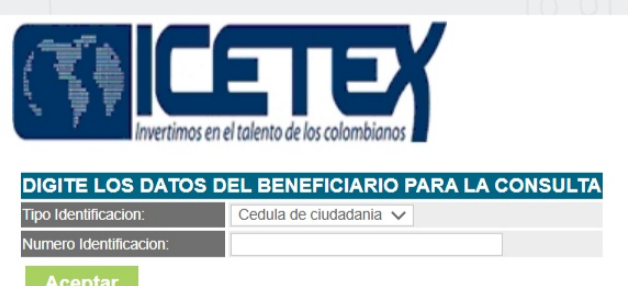 ICETEX
Invertimos en el talento de los colombianos
DIGITE LOS DATOS DEL BENEFICIARIO PARA LA CONSULTA
Tipo Identificacion: Cedula de ciudadania
Numero Identificacion:
Aceptar